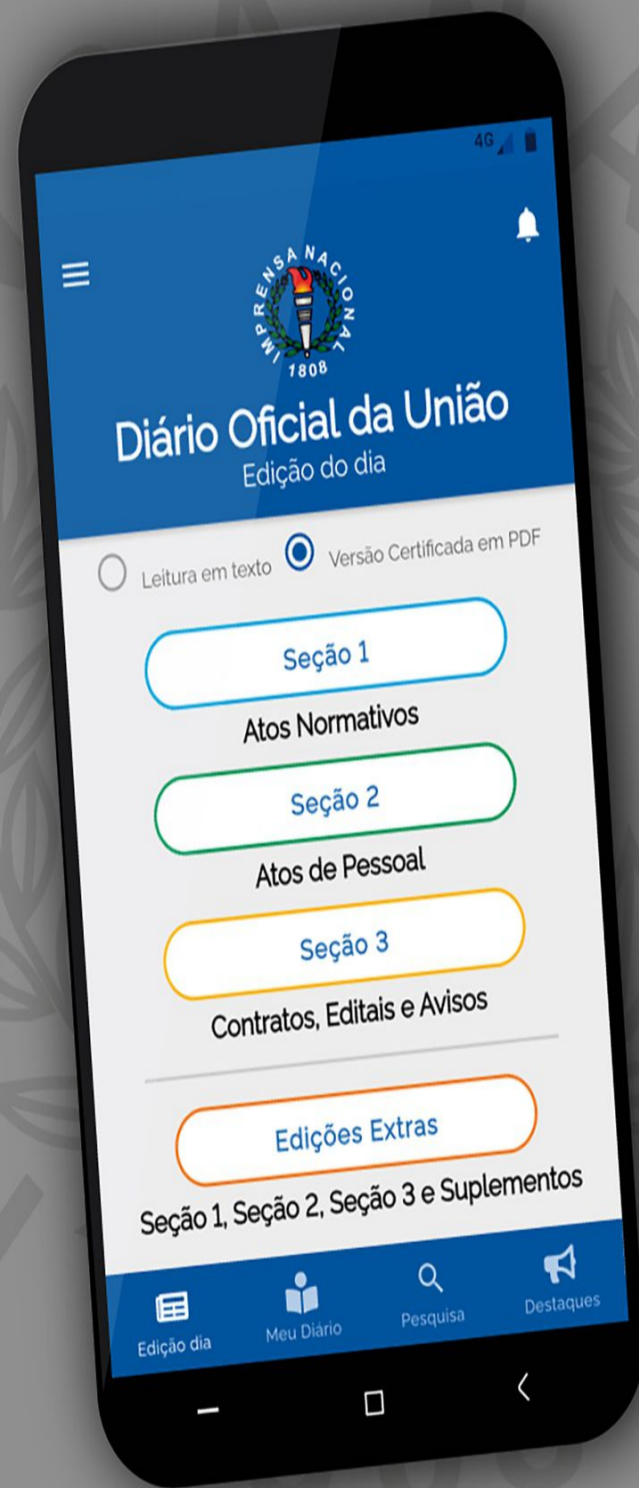 4G
IMPRENSA NACIONAL
1808
Diário Oficial da União
Edição do dia
Leitura em texto Versão Certificada em PDF
Seção 1
Atos Normativos
Seção 2
Atos de Pessoal
Seção 3
Contratos, Editais e Avisos
Edições Extras
Seção 1, Seção 2, Seção 3 e Suplementos
Edição dia Meu Diário Pesquisa Destaques